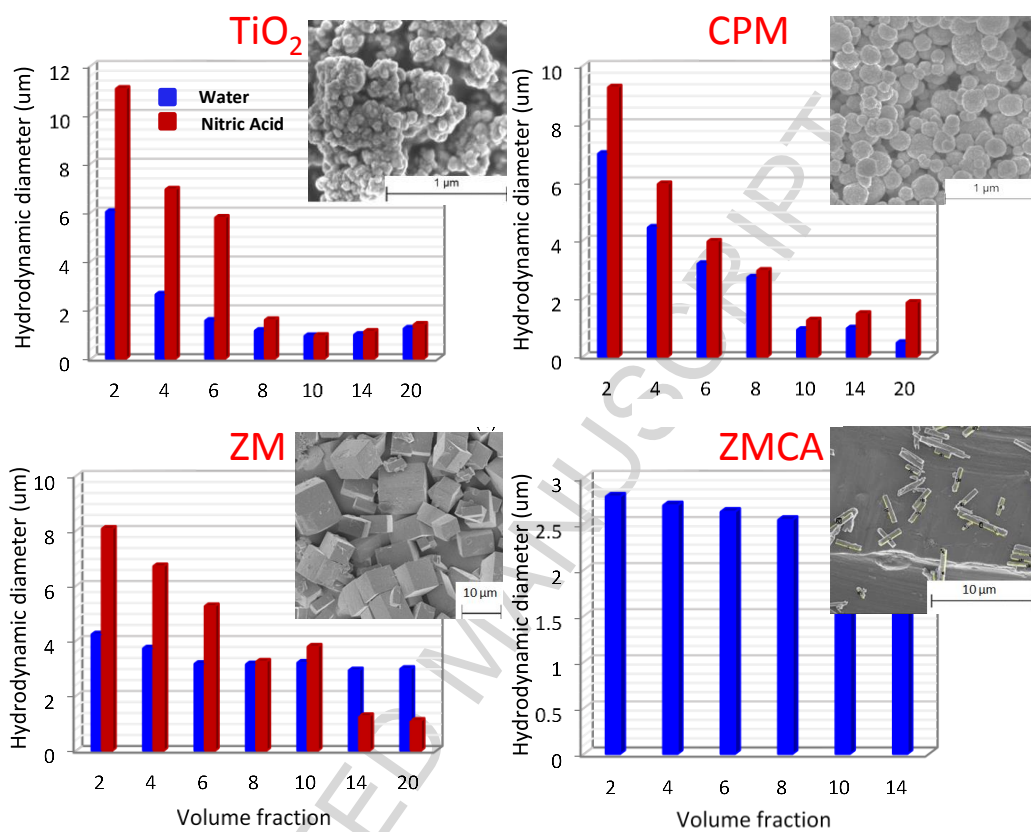 TiO2
12
10
8
6
4
2
0
Hydrodynamic diameter (um)
Water
Nitric Acid
1 µm
2 4 6 8 10 14 20
CPM
10
8
6
4
2
0
Hydrodynamic diameter (um)
1 µm
2 4 6 8 10 14 20
ZM
10
8
6
4
2
0
Hydrodynamic diameter (um)
10 µm
2 4 6 8 10 14 20
Volume fraction
ZMCA
3
2.5
2
1.5
1
0.5
0
Hydrodynamic diameter (um)
10 µm
2 4 6 8 10 14
Volume fraction
TED MANUSCRIPT